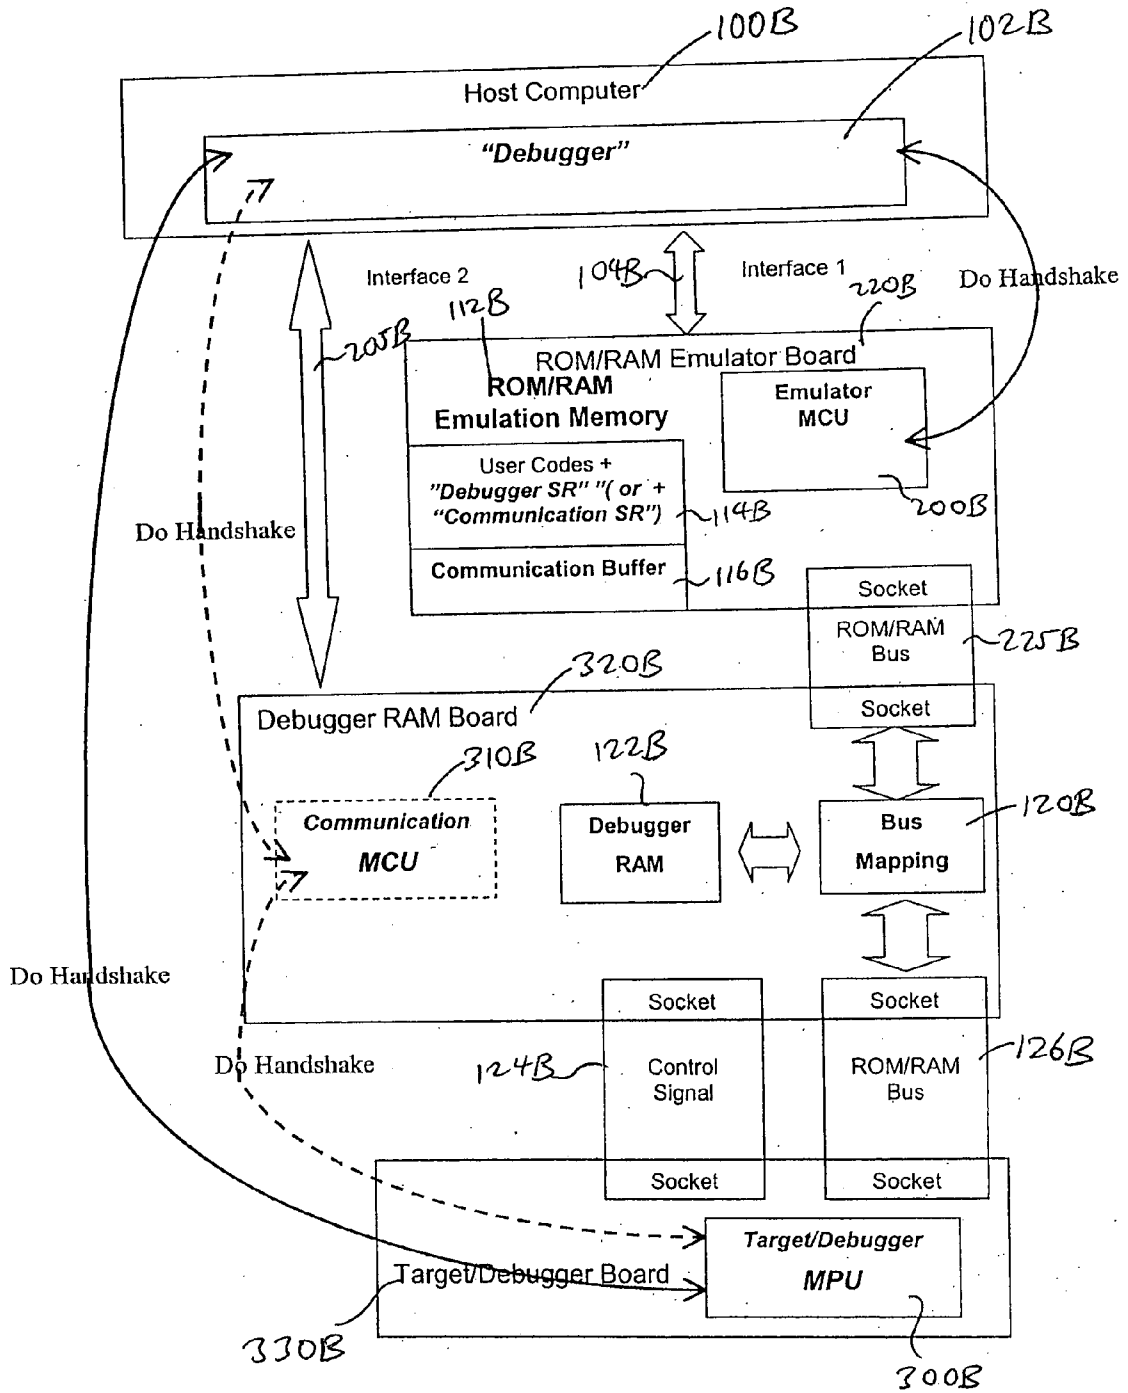 100B
102B
Host Computer
“Debugger”
Interface 2
104B
Interface 1
Do Handshake
112B
220B
205B
ROM/RAM Emulator Board
ROM/RAM
Emulation Memory
Emulator
MCU
User Codes +
”Debugger SR” ”( or +
“Communication SR”)
114B
200B
Do Handshake
Communication Buffer
116B
Socket
ROM/RAM
Bus
225B
320B
Socket
Debugger RAM Board
310B
122B
120B
Communication
MCU
Debugger
RAM
Bus
Mapping
Do Handshake
Socket
Socket
Do Handshake
124B
Control
Signal
ROM/RAM
Bus
126B
Socket
Socket
Target/Debugger
MPU
Target/Debugger Board
330B
300B